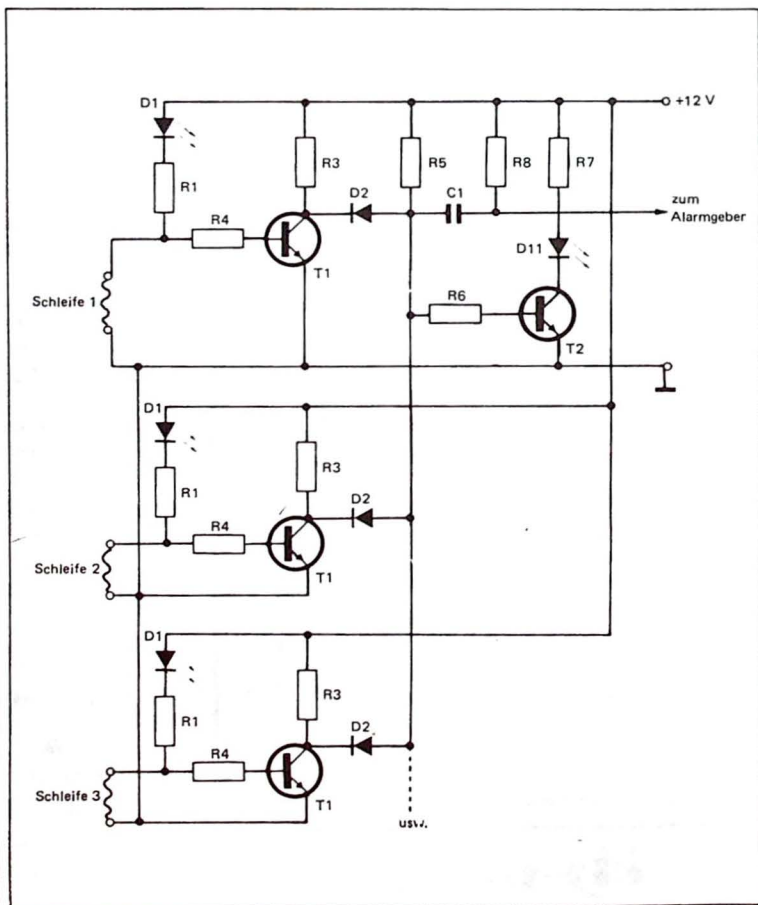 D1
+12 V
R3
R5
R8
R7
R1
D2
C1
zum
Alarmgeber
R4
D11
T1
R6
Schleife 1
T2
D1
R3
R1
D2
R4
Schleife 2
T1
D1
R3
R1
D2
R4
Schleife 3
T1
usw.